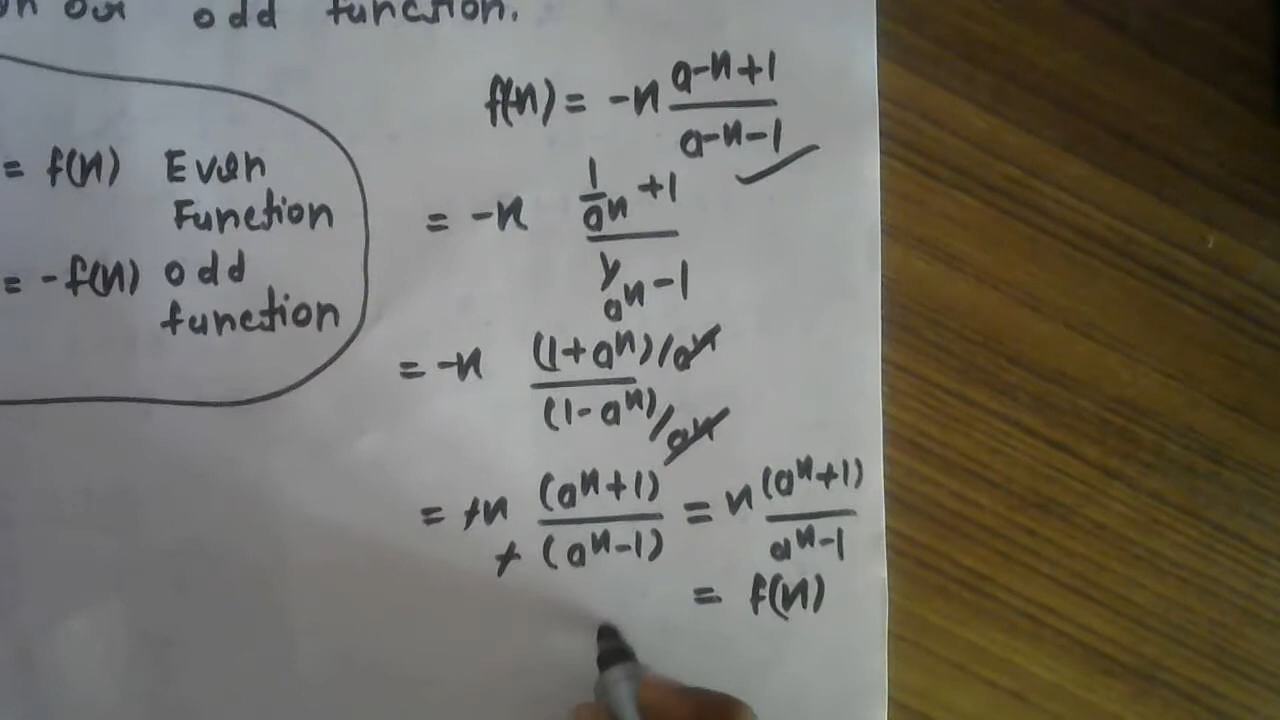 odd function.
= f(x) Even
Function
= -f(x) odd
function
f(-x) = -x (a^-x + 1)/(a^-x - 1)
= -x (1/a^x + 1)/(1/a^x - 1)
= -x ((1+a^x)/a^x)/((1-a^x)/a^x)
= +x (a^x+1)/+(a^x-1) = x (a^x+1)/(a^x-1)
= f(x)